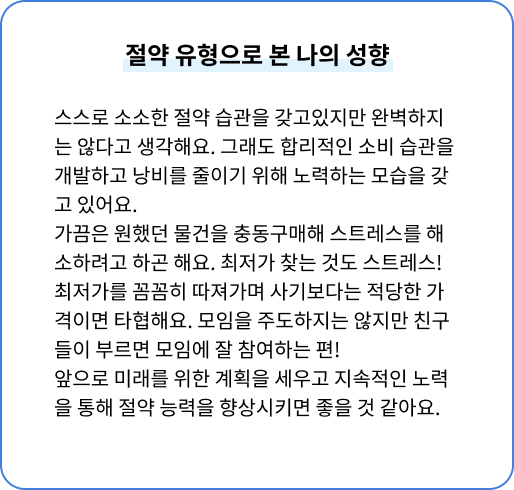 절약 유형으로 본 나의 성향
스스로 소소한 절약 습관을 갖고있지만 완벽하지
는 않다고 생각해요. 그래도 합리적인 소비 습관을
개발하고 낭비를 줄이기 위해 노력하는 모습을 갖
고 있어요.
가끔은 원했던 물건을 충동구매해 스트레스를 해
소하려고 하곤 해요. 최저가 찾는 것도 스트레스!
최저가를 꼼꼼히 따져가며 사기보다는 적당한 가
격이면 타협해요. 모임을 주도하지는 않지만 친구
들이 부르면 모임에 잘 참여하는 편!
앞으로 미래를 위한 계획을 세우고 지속적인 노력
을 통해 절약 능력을 향상시키면 좋을 것 같아요.